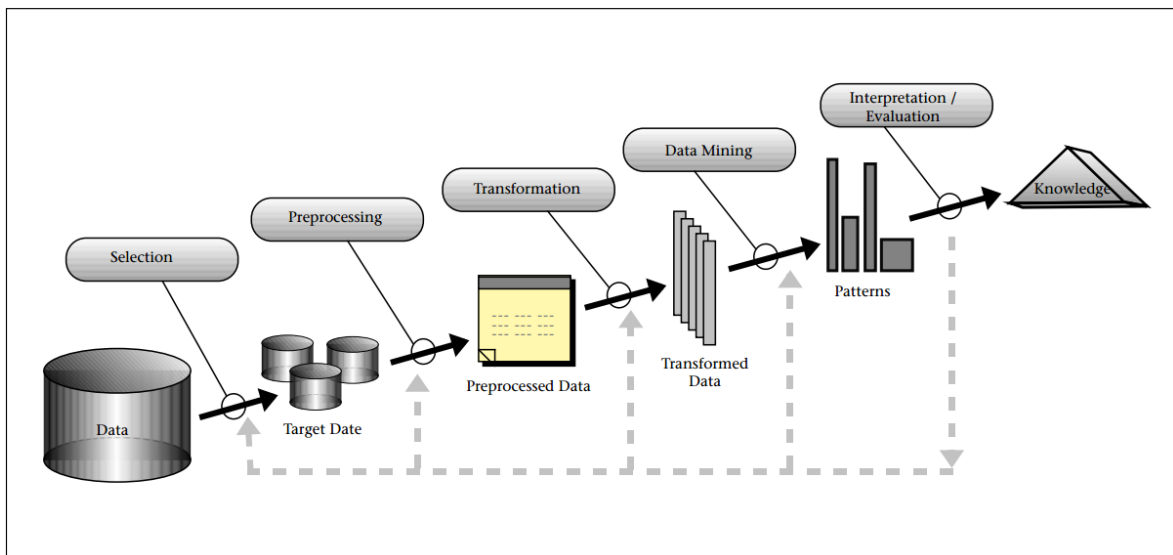 Interpretation /
Evaluation
Data Mining
Transformation
Preprocessing
Selection
Data
Target Date
Preprocessed Data
Transformed
Data
Patterns
Knowledge